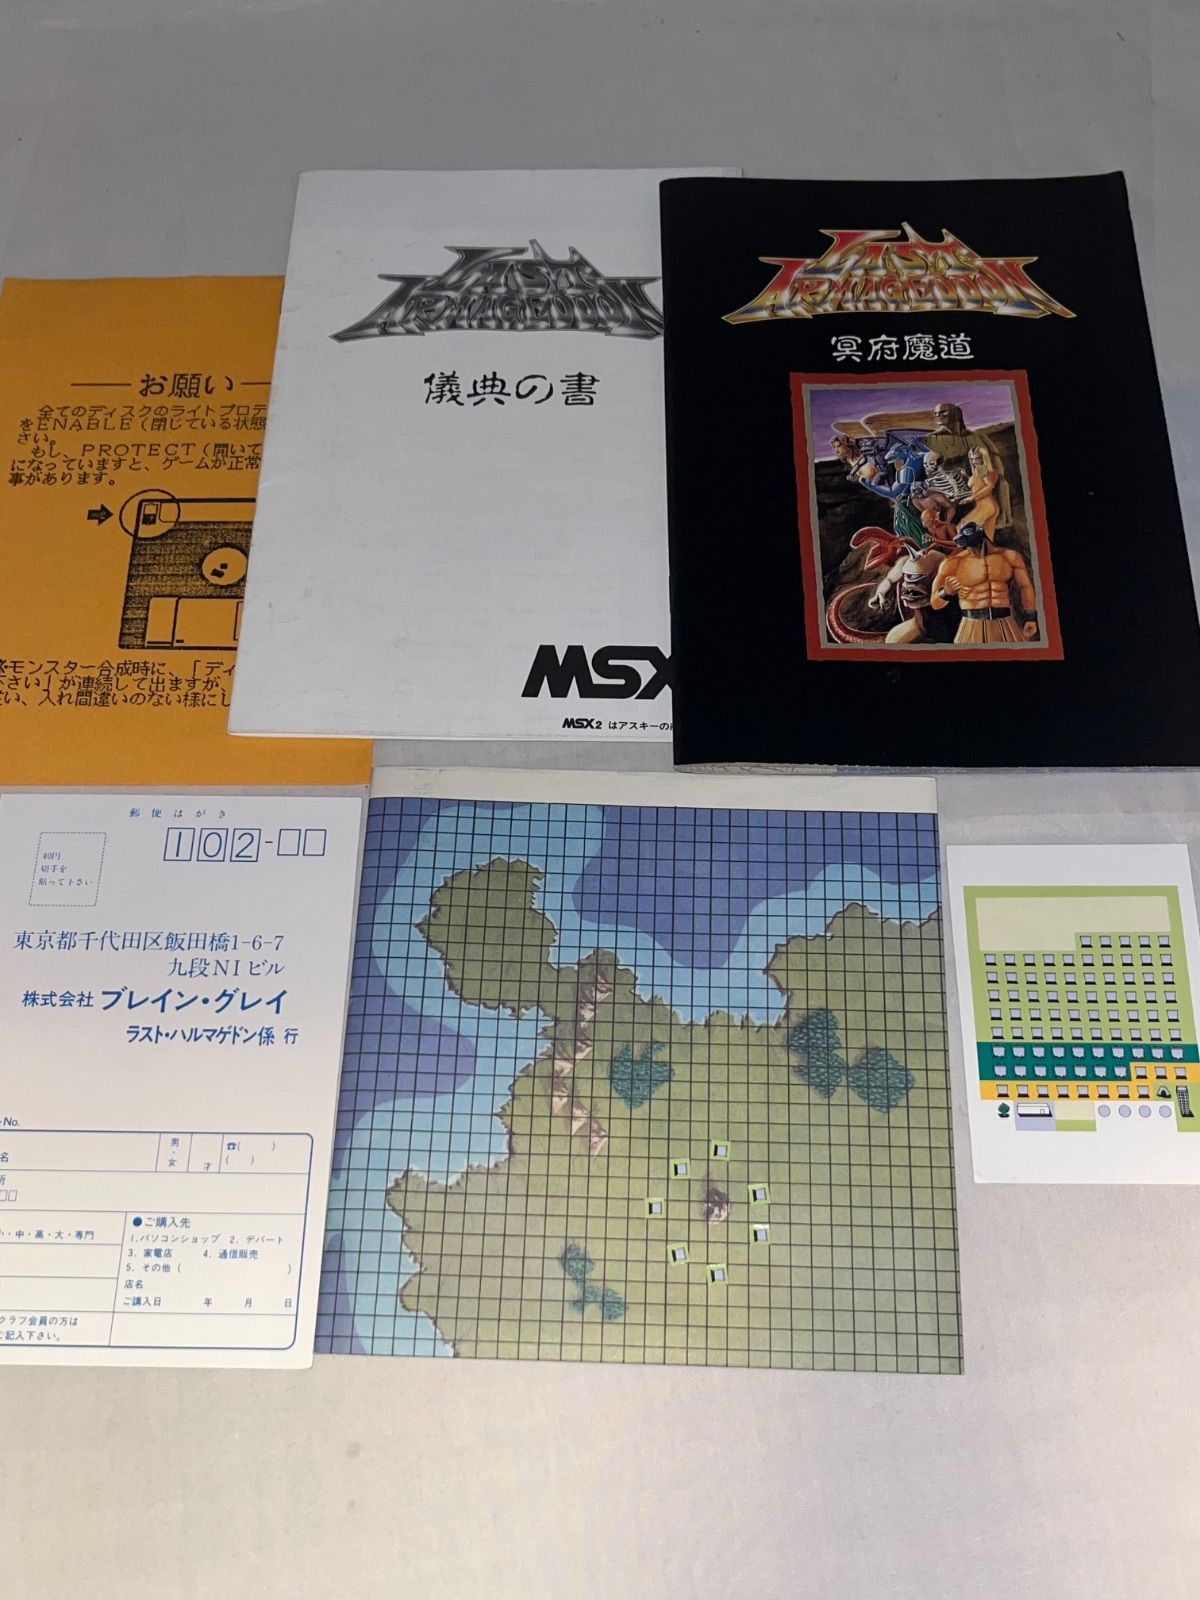 お願い
全てのディスクのライトプロテ
をENABLE(閉じている状態
さい。
もし、PROTECT(開いて
になっていますと、ゲームが正常
事があります。
※モンスター合成時に、「ディ
下さい」が連続して出ますが、
い、入れ間違いのない様にし
LAST
ARMAGEDDON
儀典の書
MSX
MSX2 はアスキーの商
LAST
ARMAGEDDON
冥府魔道
郵便はがき
40円
切手を
貼って下さい
102-□□
東京都千代田区飯田橋1-6-7
九段NIビル
株式会社 ブレイン・グレイ
ラスト・ハルマゲドン係 行
No.
名
男・女
才
☎( )
( )
所
□□
小・中・高・大・専門
●ご購入先
1.パソコンショップ 2.デパート
3.家電店 4.通信販売
5.その他( )
店名
ご購入日 年 月 日
クラブ会員の方は
ご記入下さい。